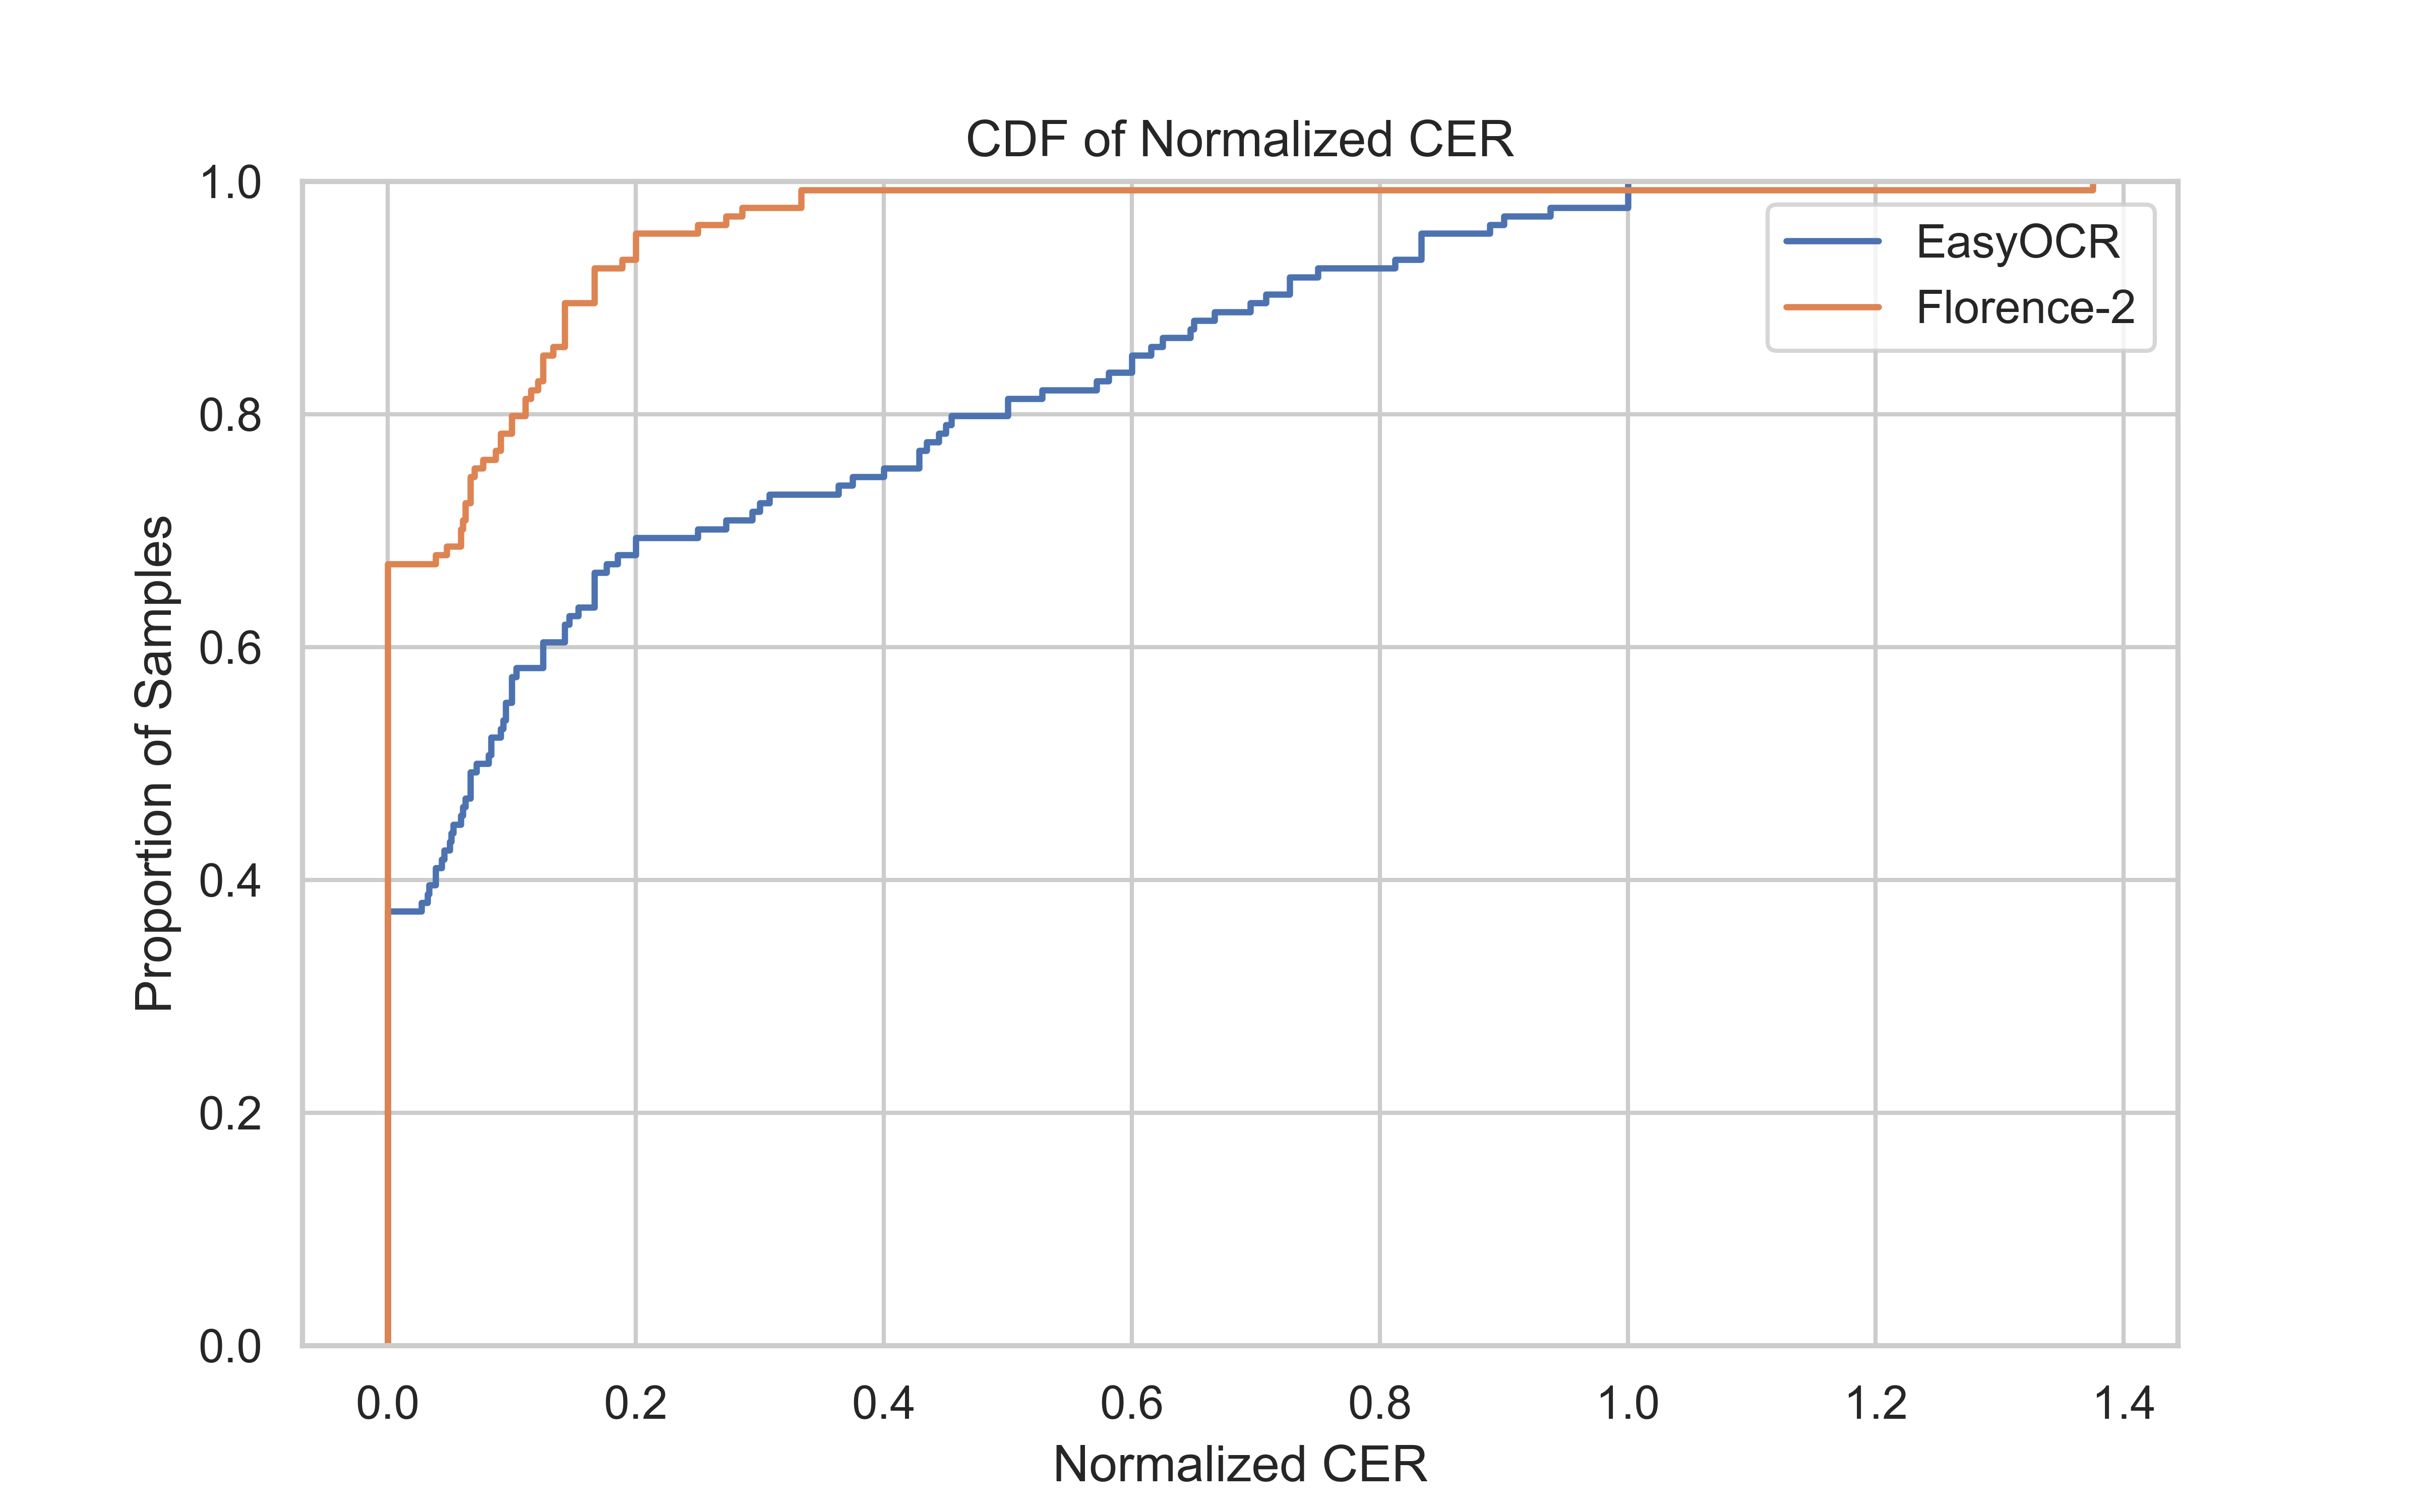 CDF of Normalized CER
1.0
0.8
0.6
0.4
0.2
0.0
Proportion of Samples
EasyOCR
Florence-2
0.0 0.2 0.4 0.6 0.8 1.0 1.2 1.4
Normalized CER